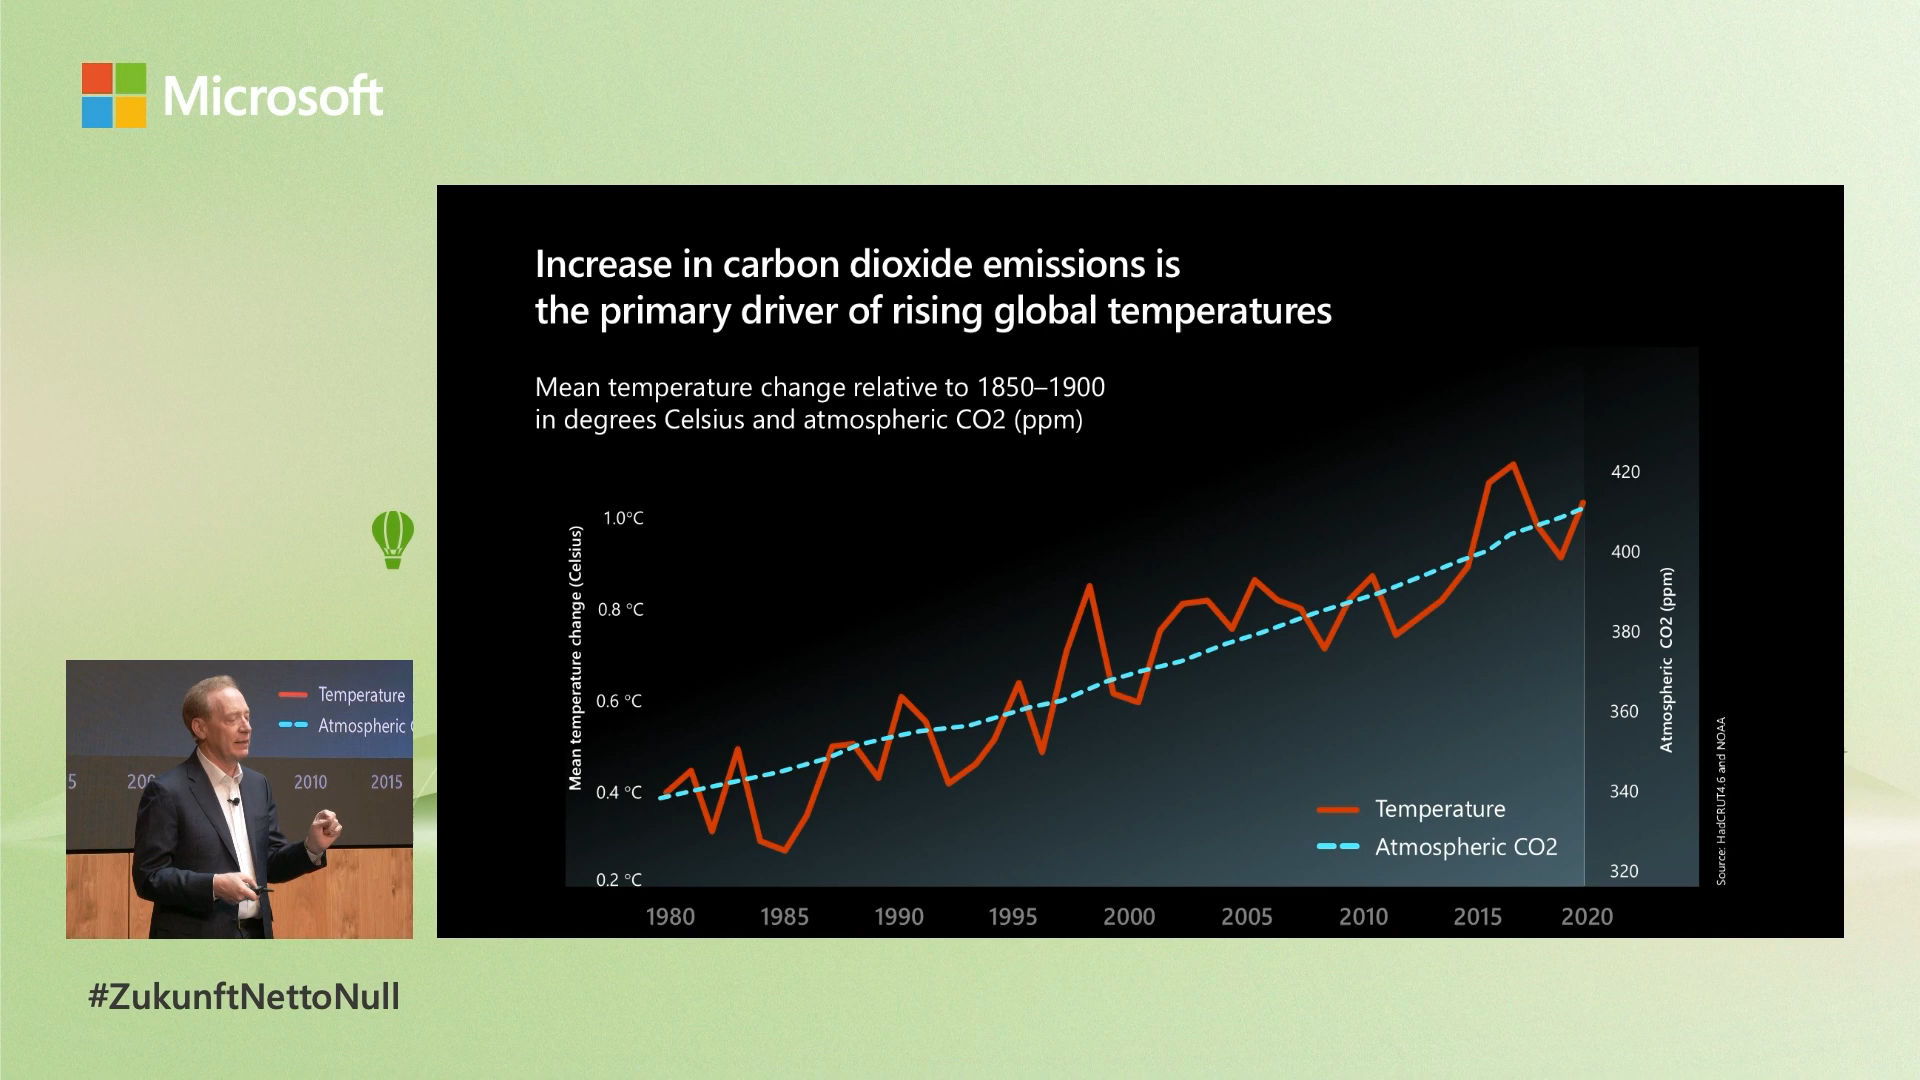 Microsoft
Increase in carbon dioxide emissions is
the primary driver of rising global temperatures
Mean temperature change relative to 1850–1900
in degrees Celsius and atmospheric CO2 (ppm)
Mean temperature change (Celsius)
1.0°C
0.8 °C
0.6 °C
0.4 °C
0.2 °C
420
400
380
360
340
320
Atmospheric CO2 (ppm)
Source: HadCRUT4.6 and NOAA
Temperature
Atmospheric CO2
1980 1985 1990 1995 2000 2005 2010 2015 2020
Temperature
Atmospheric
5 200 2010 2015
#ZukunftNettoNull